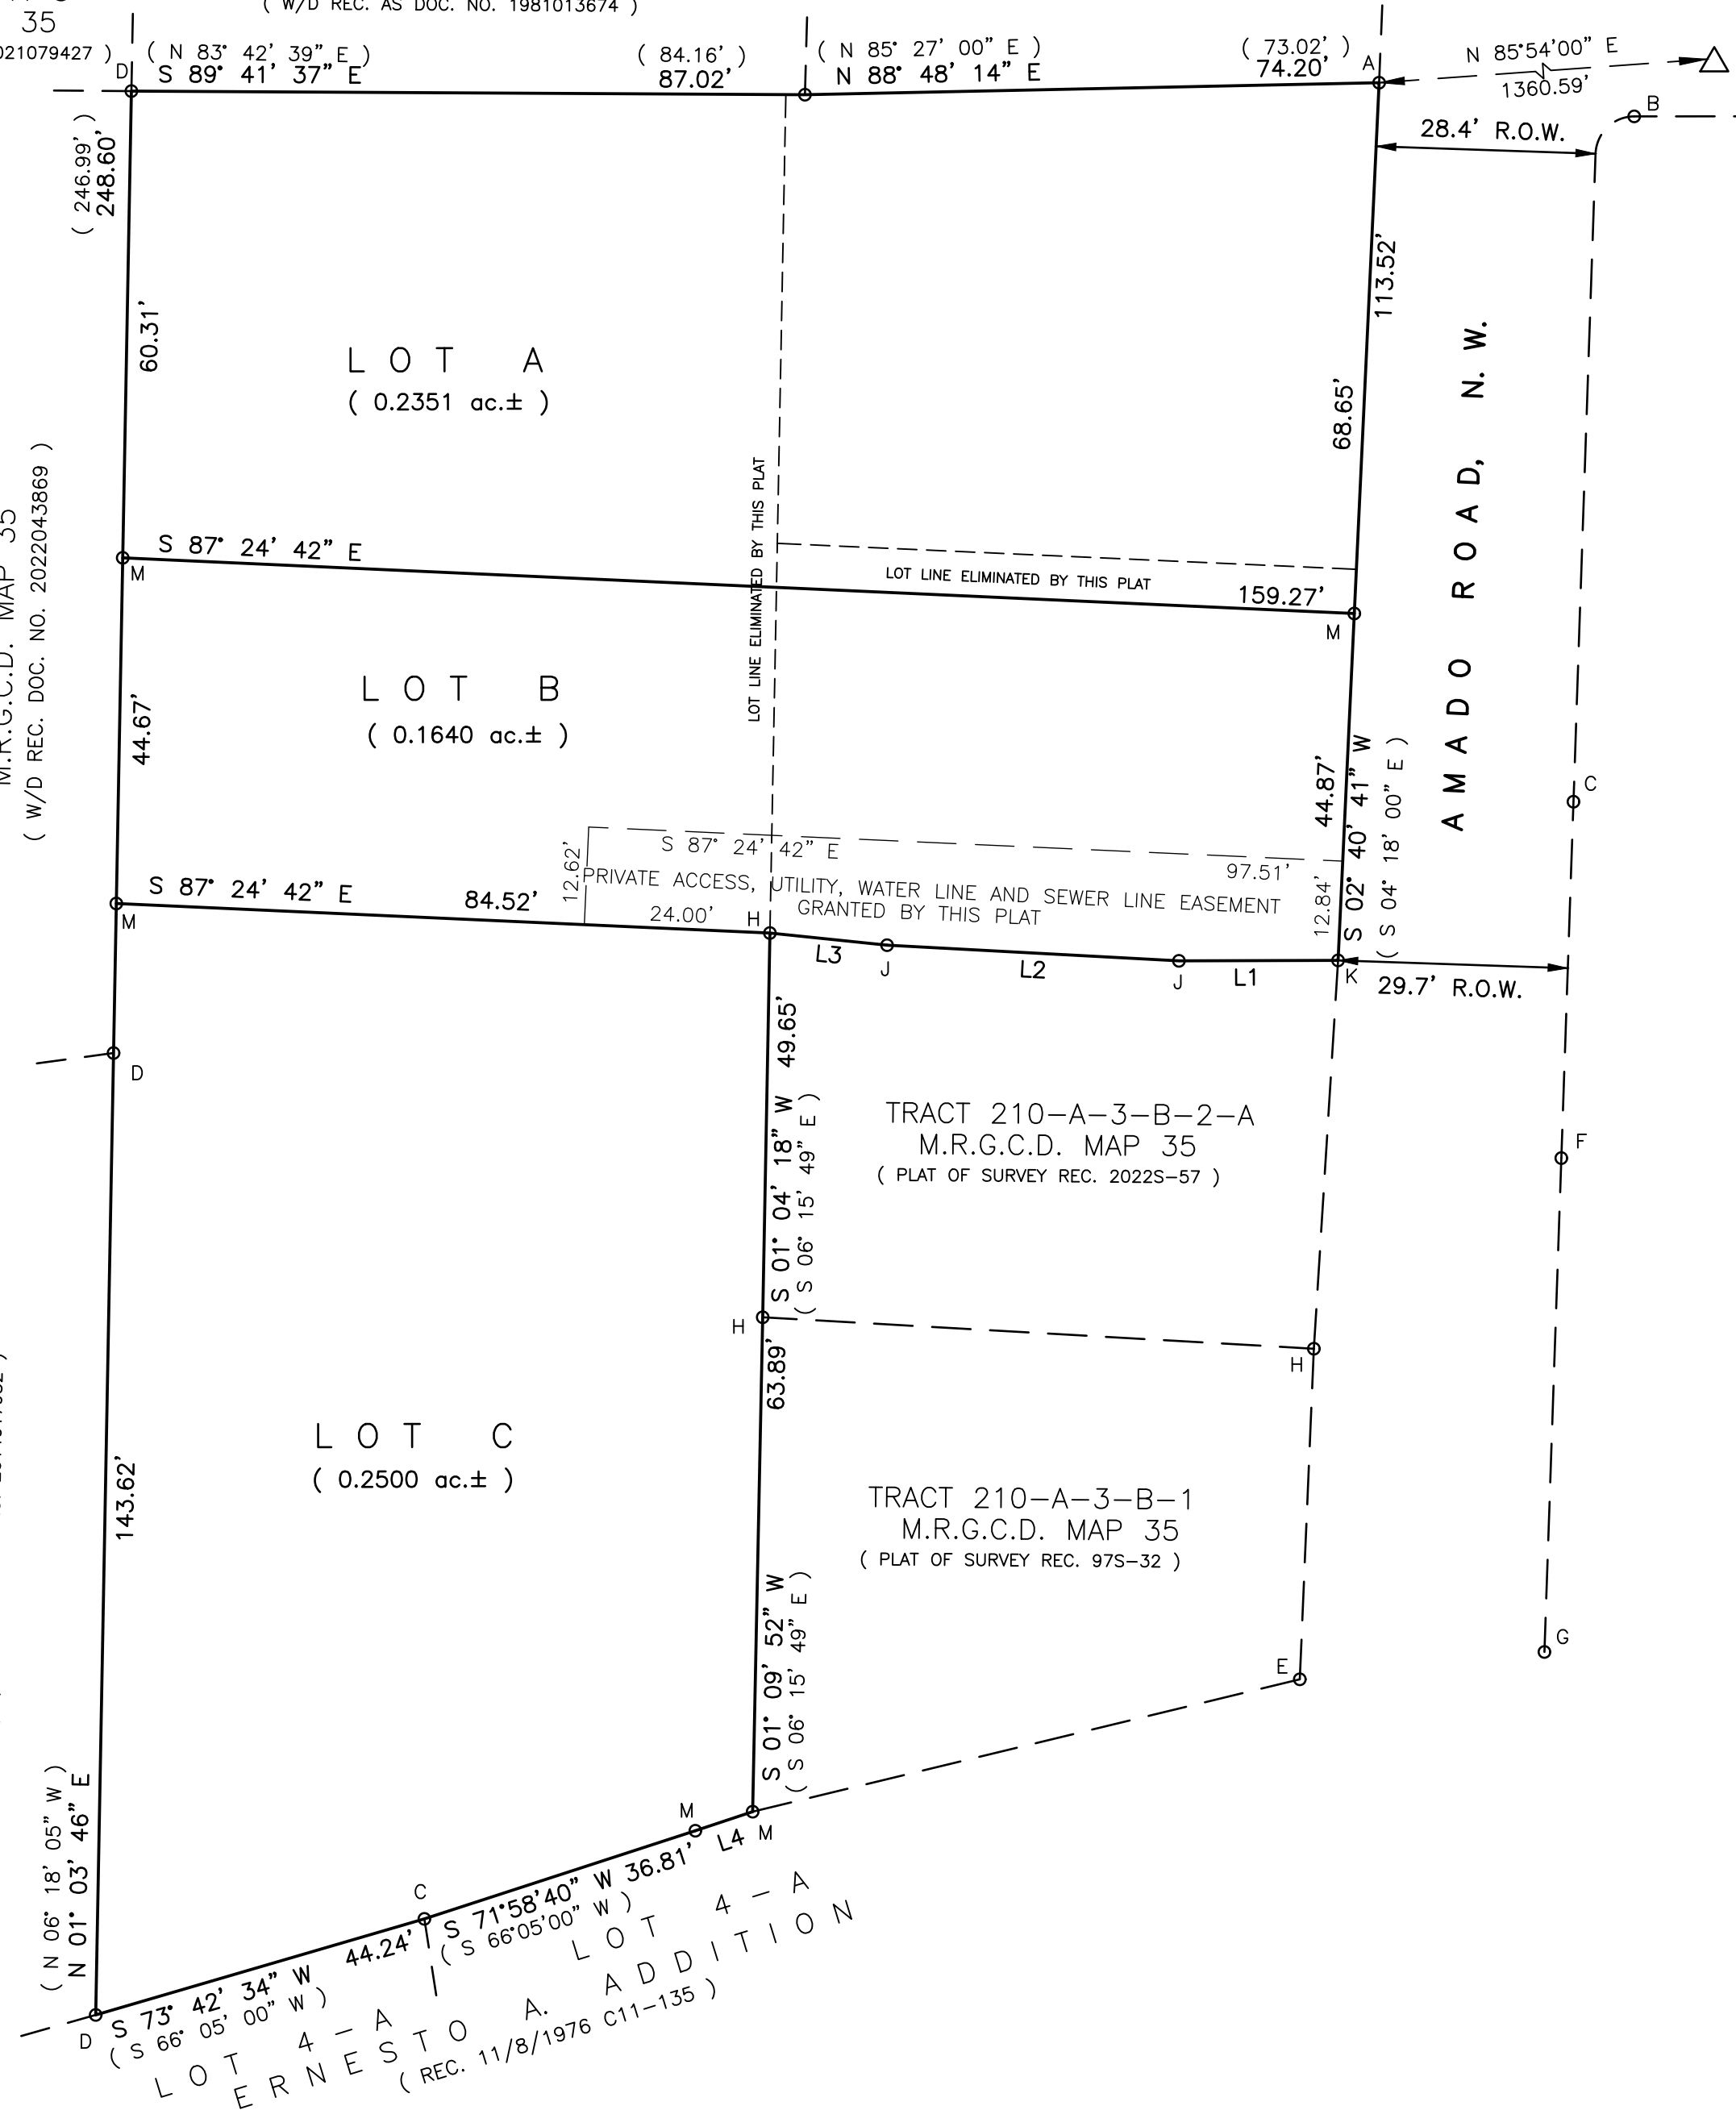 ( W/D REC. AS DOC. NO. 1981013674 )
35
021079427 )
D
( N 83° 42' 39" E )
S 89° 41' 37" E
( 84.16' )
87.02'
( N 85° 27' 00" E )
N 88° 48' 14" E
( 73.02' )
74.20'
A
N 85°54'00" E
1360.59'
B
28.4' R.O.W.
( 246.99' )
248.60'
60.31'
113.52'
68.65'
LOT A
( 0.2351 ac.± )
LOT LINE ELIMINATED BY THIS PLAT
M.R.G.C.D. MAP 35
( W/D REC. DOC. NO. 2022043869 )
AMADO ROAD, N. W.
S 87° 24' 42" E
M
LOT LINE ELIMINATED BY THIS PLAT
159.27'
M
LOT B
( 0.1640 ac.± )
44.67'
44.87'
S 02° 40' 41" W
( S 04° 18' 00" E )
C
S 87° 24' 42" E
97.51'
12.62'
PRIVATE ACCESS, UTILITY, WATER LINE AND SEWER LINE EASEMENT
GRANTED BY THIS PLAT
24.00'
12.84'
S 87° 24' 42" E
84.52'
M
H
L3
J
L2
J
L1
K
29.7' R.O.W.
D
49.65'
S 01° 04' 18" W
( S 06° 15' 49" E )
TRACT 210-A-3-B-2-A
M.R.G.C.D. MAP 35
( PLAT OF SURVEY REC. 2022S-57 )
F
H
H
63.89'
LOT C
( 0.2500 ac.± )
143.62'
TRACT 210-A-3-B-1
M.R.G.C.D. MAP 35
( PLAT OF SURVEY REC. 97S-32 )
S 01° 09' 52" W
( S 06° 15' 49" E )
G
E
( N 06° 18' 05" W )
N 01° 03' 46" E
M
L4
M
C
S 71°58'40" W 36.81'
( S 66°05'00" W )
44.24'
S 73° 42' 34" W
( S 66° 05' 00" W )
D
LOT 4-A
LOT 4-A
ERNESTO A. ADDITION
( REC. 11/8/1976 C11-135 )